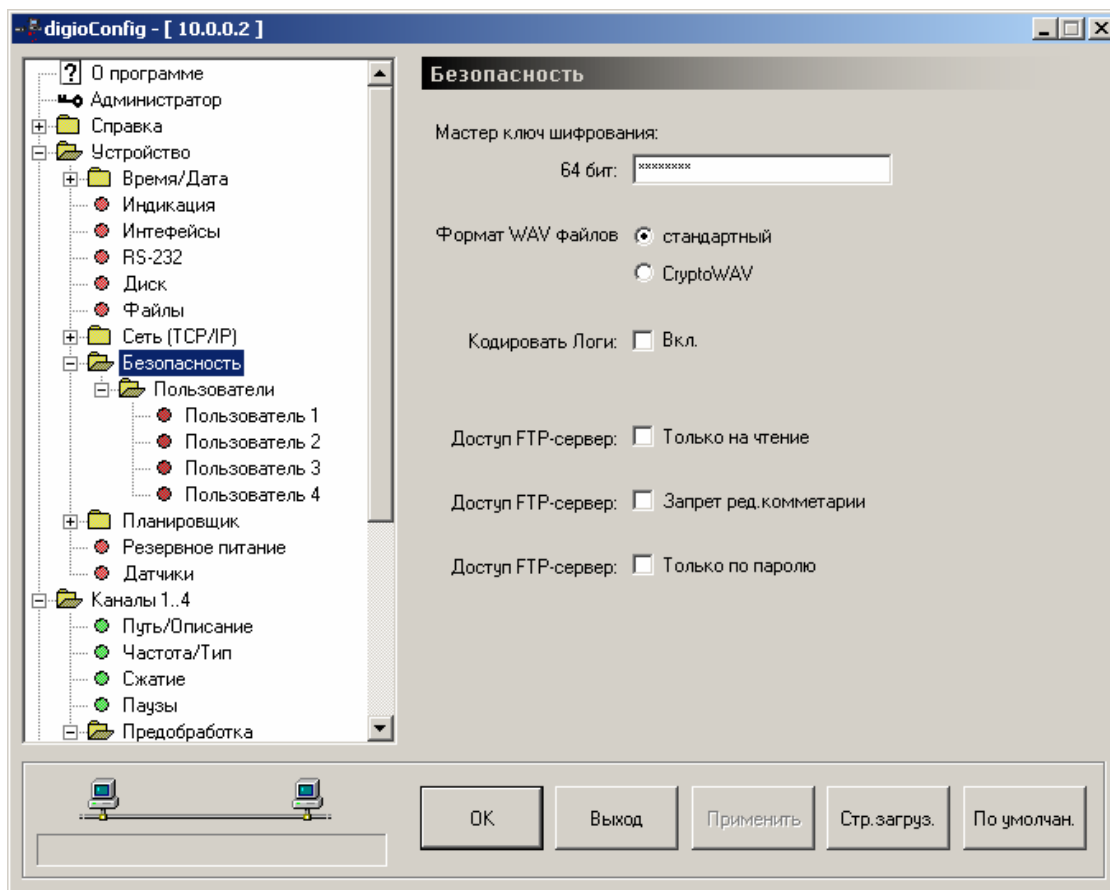 digioConfig - [ 10.0.0.2 ]
? О программе
Администратор
Справка
Устройство
Время/Дата
Индикация
Интефейсы
RS-232
Диск
Файлы
Сеть (TCP/IP)
Безопасность
Пользователи
Пользователь 1
Пользователь 2
Пользователь 3
Пользователь 4
Планировщик
Резервное питание
Датчики
Каналы 1..4
Путь/Описание
Частота/Тип
Сжатие
Паузы
Предобработка
Безопасность
Мастер ключ шифрования:
64 бит: ********
Формат WAV файлов стандартный
CryptoWAV
Кодировать Логи: Вкл.
Доступ FTP-сервер: Только на чтение
Доступ FTP-сервер: Запрет ред.комметарии
Доступ FTP-сервер: Только по паролю
OK Выход Применить Стр.загруз. По умолчан.